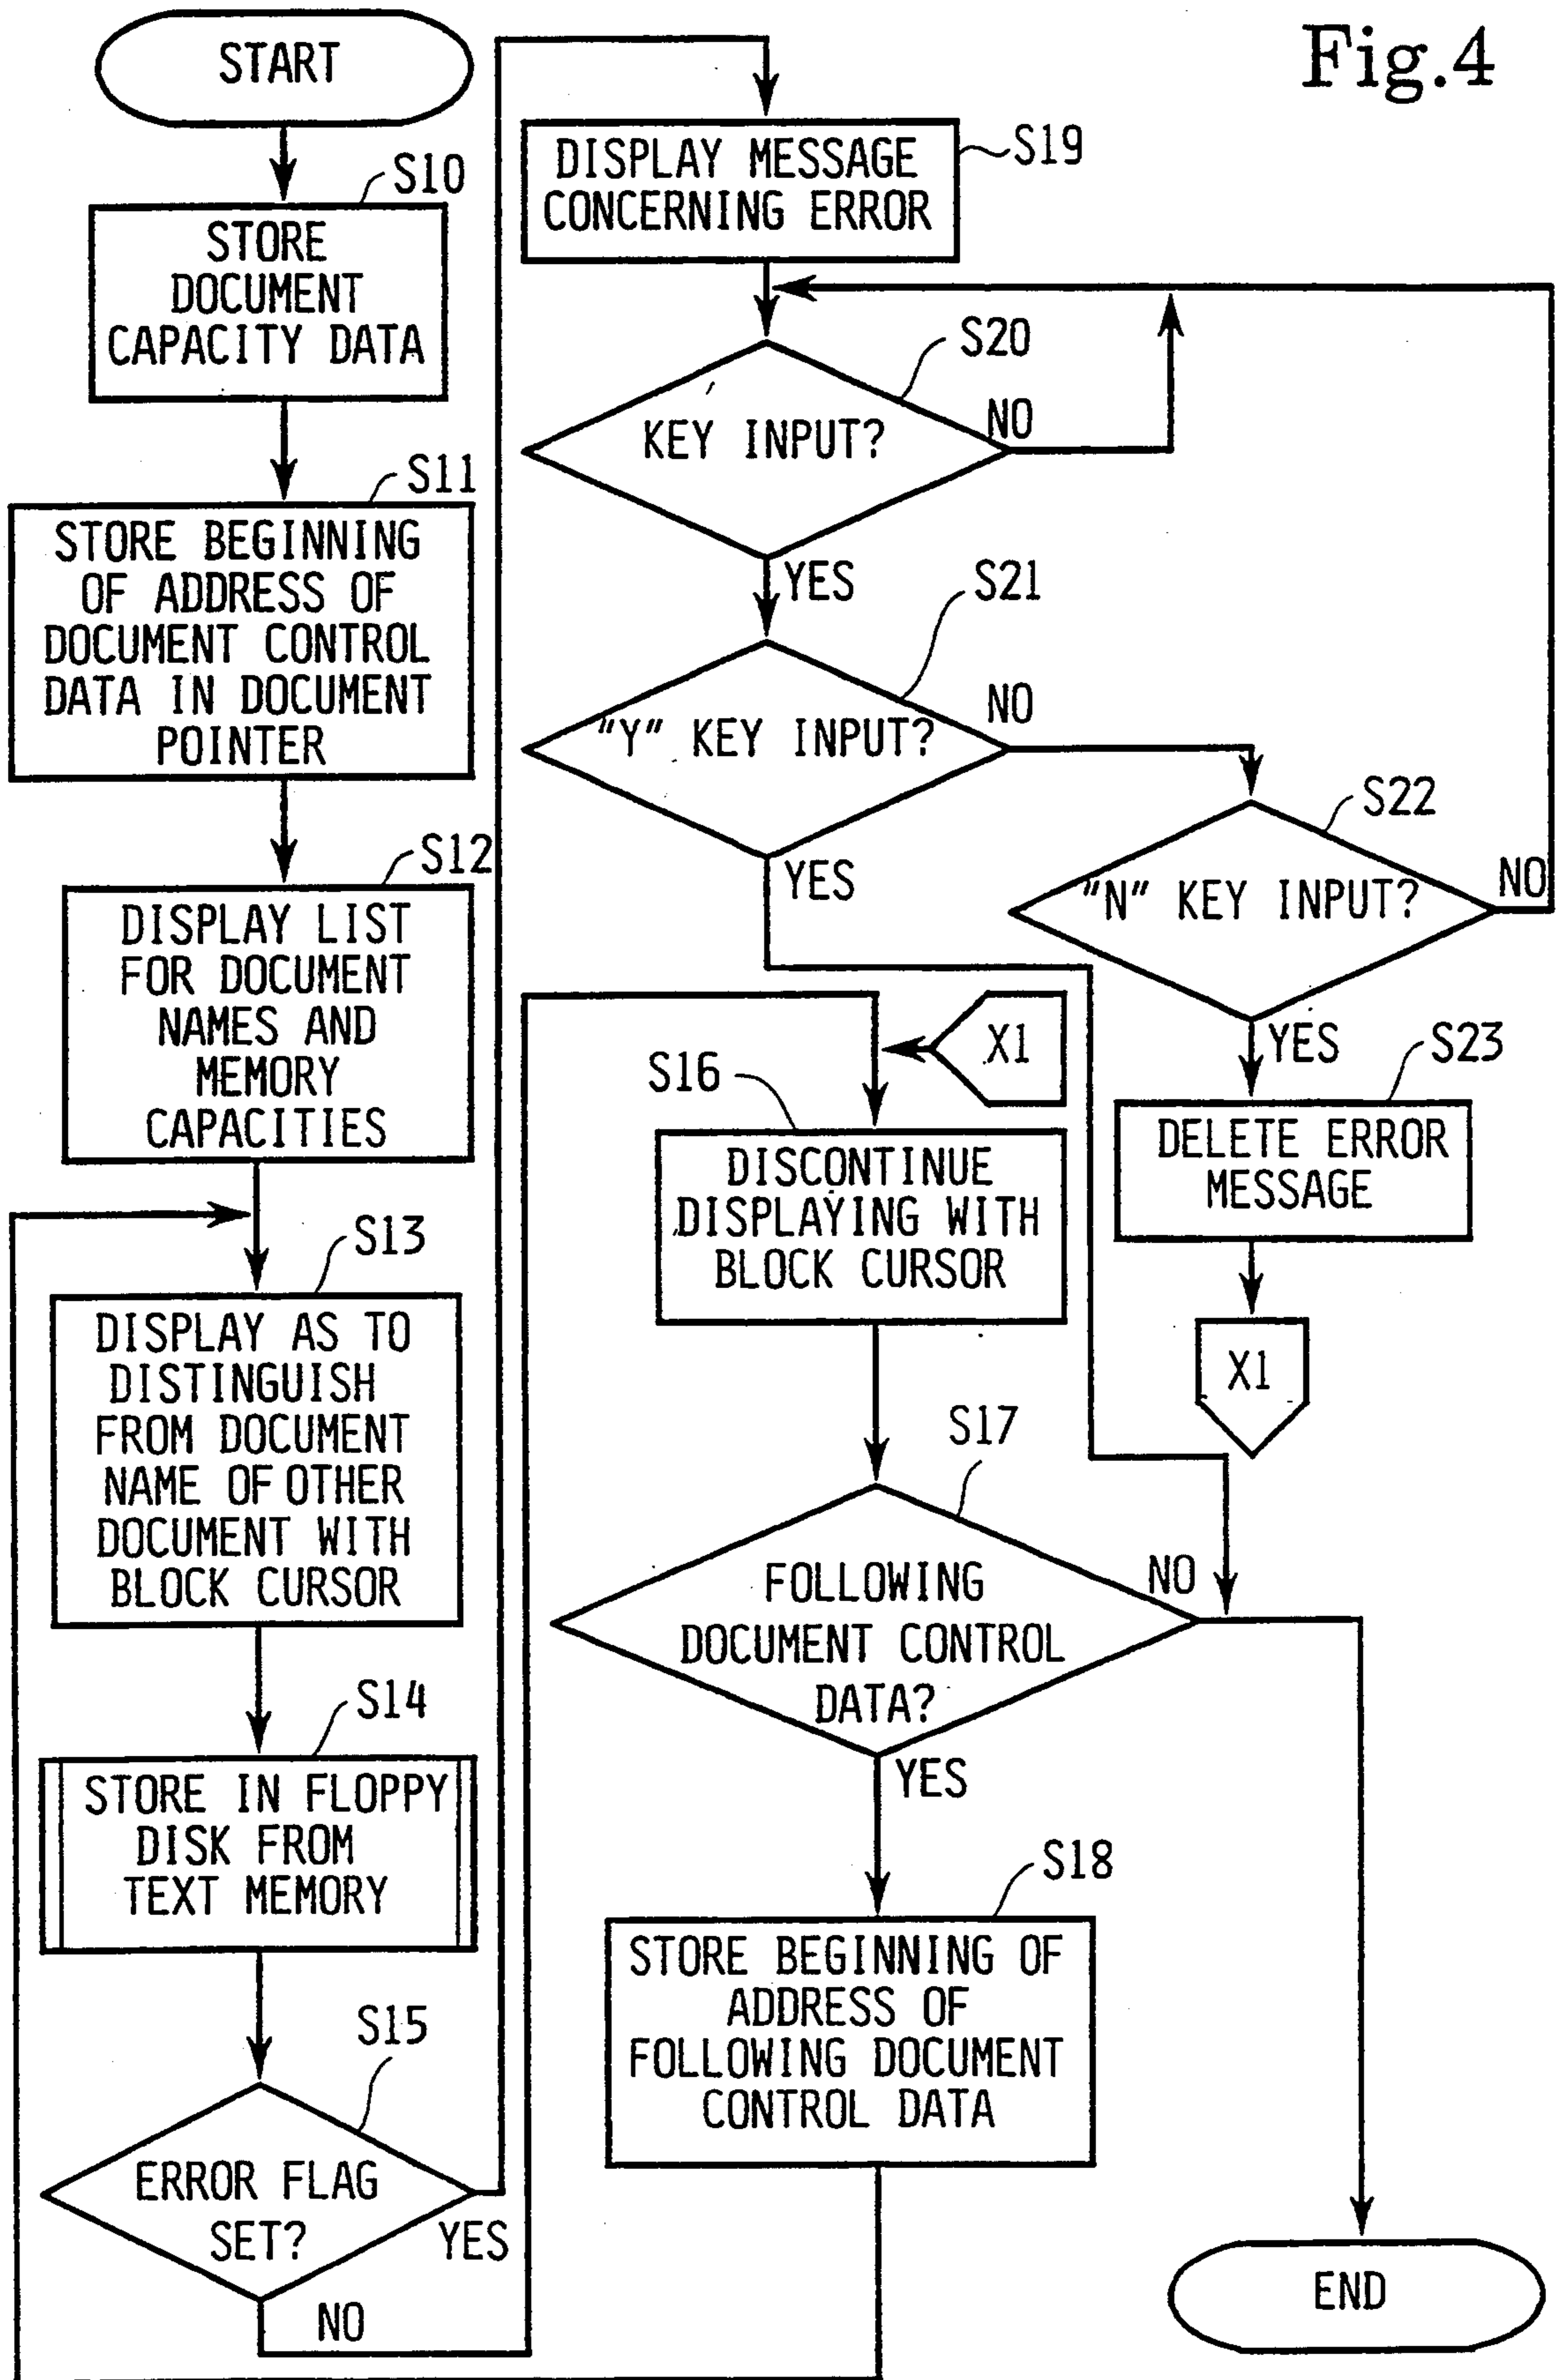 Fig.4
START
S10
STORE
DOCUMENT
CAPACITY DATA
S11
STORE BEGINNING
OF ADDRESS OF
DOCUMENT CONTROL
DATA IN DOCUMENT
POINTER
S12
DISPLAY LIST
FOR DOCUMENT
NAMES AND
MEMORY
CAPACITIES
S13
DISPLAY AS TO
DISTINGUISH
FROM DOCUMENT
NAME OF OTHER
DOCUMENT WITH
BLOCK CURSOR
S14
STORE IN FLOPPY
DISK FROM
TEXT MEMORY
S15
ERROR FLAG
SET?
YES
NO
DISPLAY MESSAGE
CONCERNING ERROR
S19
S20
KEY INPUT?
NO
YES
S21
"Y" KEY INPUT?
NO
YES
S22
"N" KEY INPUT?
NO
YES
S23
DELETE ERROR
MESSAGE
X1
X1
S16
DISCONTINUE
DISPLAYING WITH
BLOCK CURSOR
S17
FOLLOWING
DOCUMENT CONTROL
DATA?
NO
YES
S18
STORE BEGINNING OF
ADDRESS OF
FOLLOWING DOCUMENT
CONTROL DATA
END